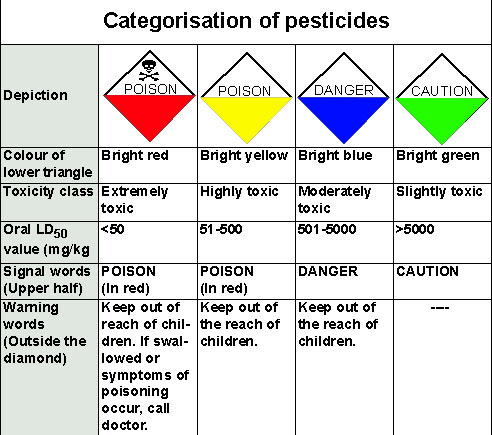 Categorisation of pesticides
Depiction
POISON
POISON
DANGER
CAUTION
Colour of
lower triangle
Bright red
Bright yellow
Bright blue
Bright green
Toxicity class
Extremely
toxic
Highly toxic
Moderately
toxic
Slightly toxic
Oral LD50
value (mg/kg
<50
51-500
501-5000
>5000
Signal words
(Upper half)
POISON
(In red)
POISON
(In red)
DANGER
CAUTION
Warning
words
(Outside the
diamond)
Keep out of
reach of chil-
dren. If swal-
lowed or
symptoms of
poisoning
occur, call
doctor.
Keep out of
the reach of
children.
Keep out of
the reach of
children.
----